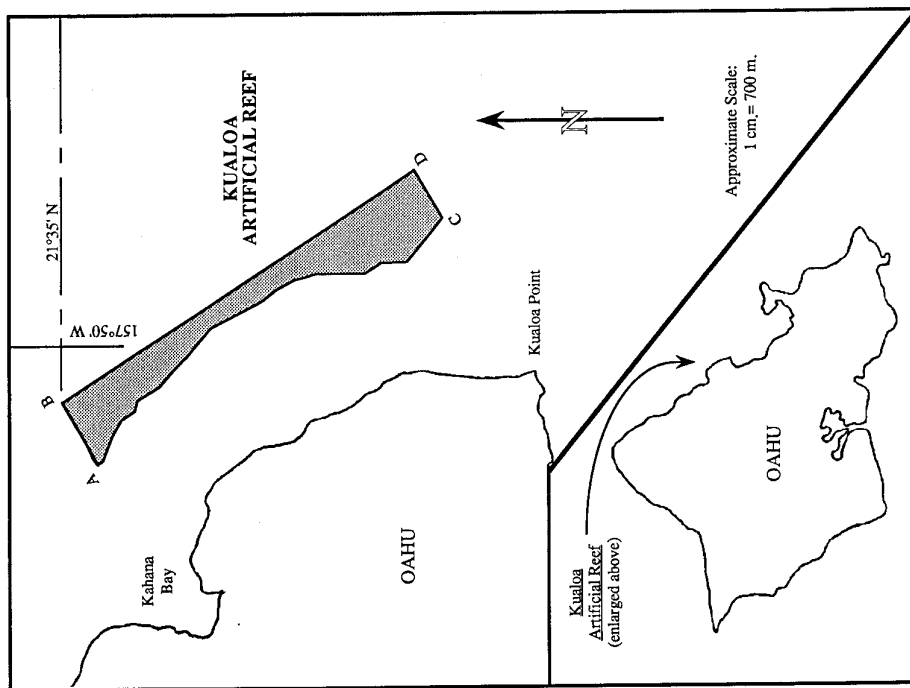 21°35' N
157°50' W
KUALOA
ARTIFICIAL REEF
B
A
D
C
N
Kahana
Bay
OAHU
Kualoa Point
Approximate Scale:
1 cm. = 700 m.
Kualoa
Artificial Reef
(enlarged above)
OAHU